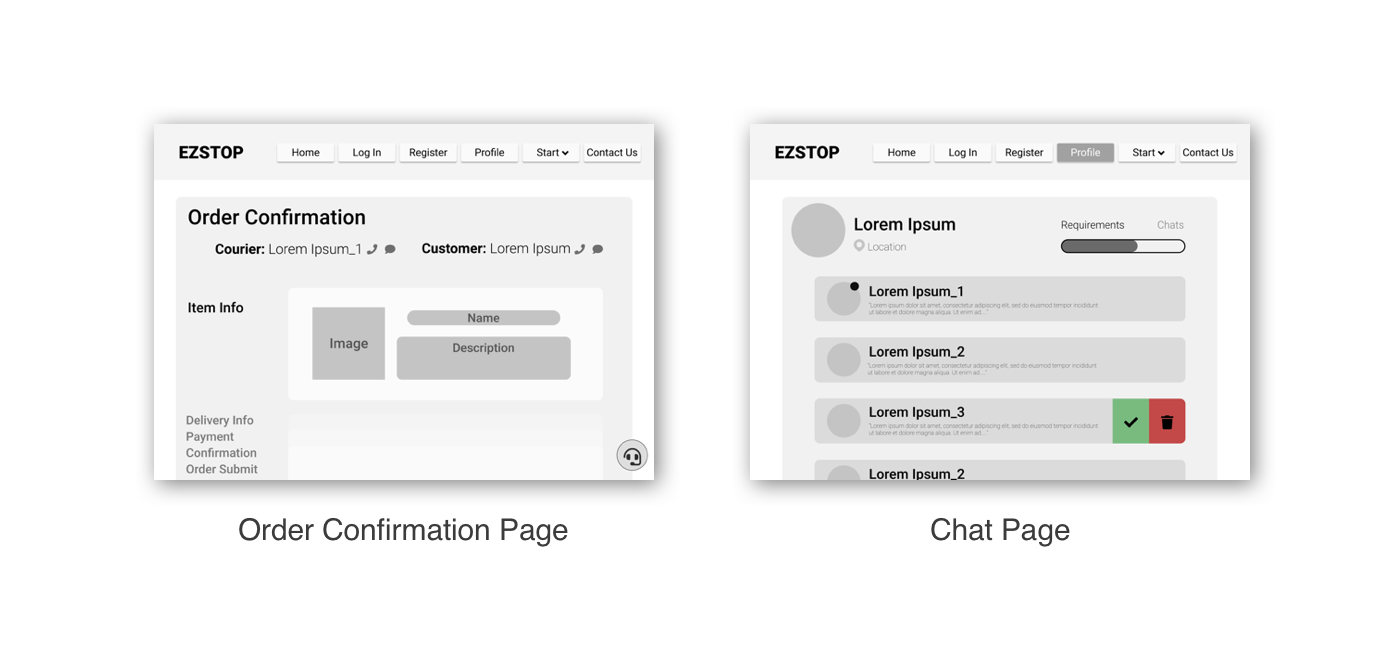 EZSTOP Home Log In Register Profile Start Contact Us
Order Confirmation
Courier: Lorem Ipsum_1 Customer: Lorem Ipsum
Item Info
Image
Name
Description
Delivery Info
Payment
Confirmation
Order Submit
Order Confirmation Page
EZSTOP Home Log In Register Profile Start Contact Us
Lorem Ipsum
Location
Requirements Chats
Lorem Ipsum_1
"Lorem ipsum dolor sit amet, consectetur adipiscing elit, sed do eiusmod tempor incididunt
ut labore et dolore magna aliqua. Ut enim ad..."
Lorem Ipsum_2
"Lorem ipsum dolor sit amet, consectetur adipiscing elit, sed do eiusmod tempor incididunt
ut labore et dolore magna aliqua. Ut enim ad..."
Lorem Ipsum_3
"Lorem ipsum dolor sit amet, consectetur adipiscing elit, sed do eiusmod tempor incididunt
ut labore et dolore magna aliqua. Ut enim ad..."
Lorem Ipsum_2
Chat Page